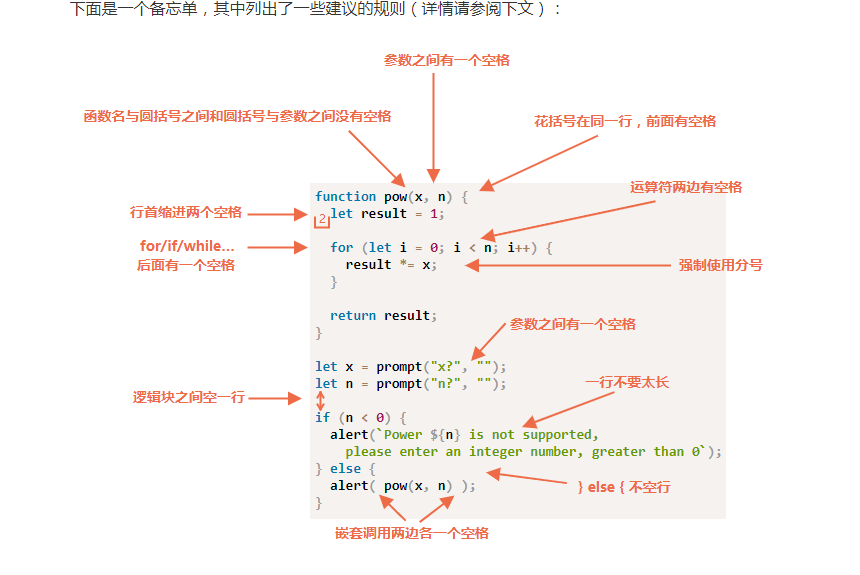 下面是一个备忘单，其中列出了一些建议的规则（详情请参阅下文）：
参数之间有一个空格
函数名与圆括号之间和圆括号与参数之间没有空格
花括号在同一行，前面有空格
运算符两边有空格
function pow(x, n) {
行首缩进两个空格
2
let result = 1;
for/if/while...
后面有一个空格
for (let i = 0; i < n; i++) {
result *= x;
强制使用分号
}
return result;
}
参数之间有一个空格
let x = prompt("x?", "");
let n = prompt("n?", "");
一行不要太长
逻辑块之间空一行
if (n < 0) {
alert(`Power ${n} is not supported,
please enter an integer number, greater than 0`);
} else {
alert( pow(x, n) );
} else { 不空行
}
嵌套调用两边各一个空格